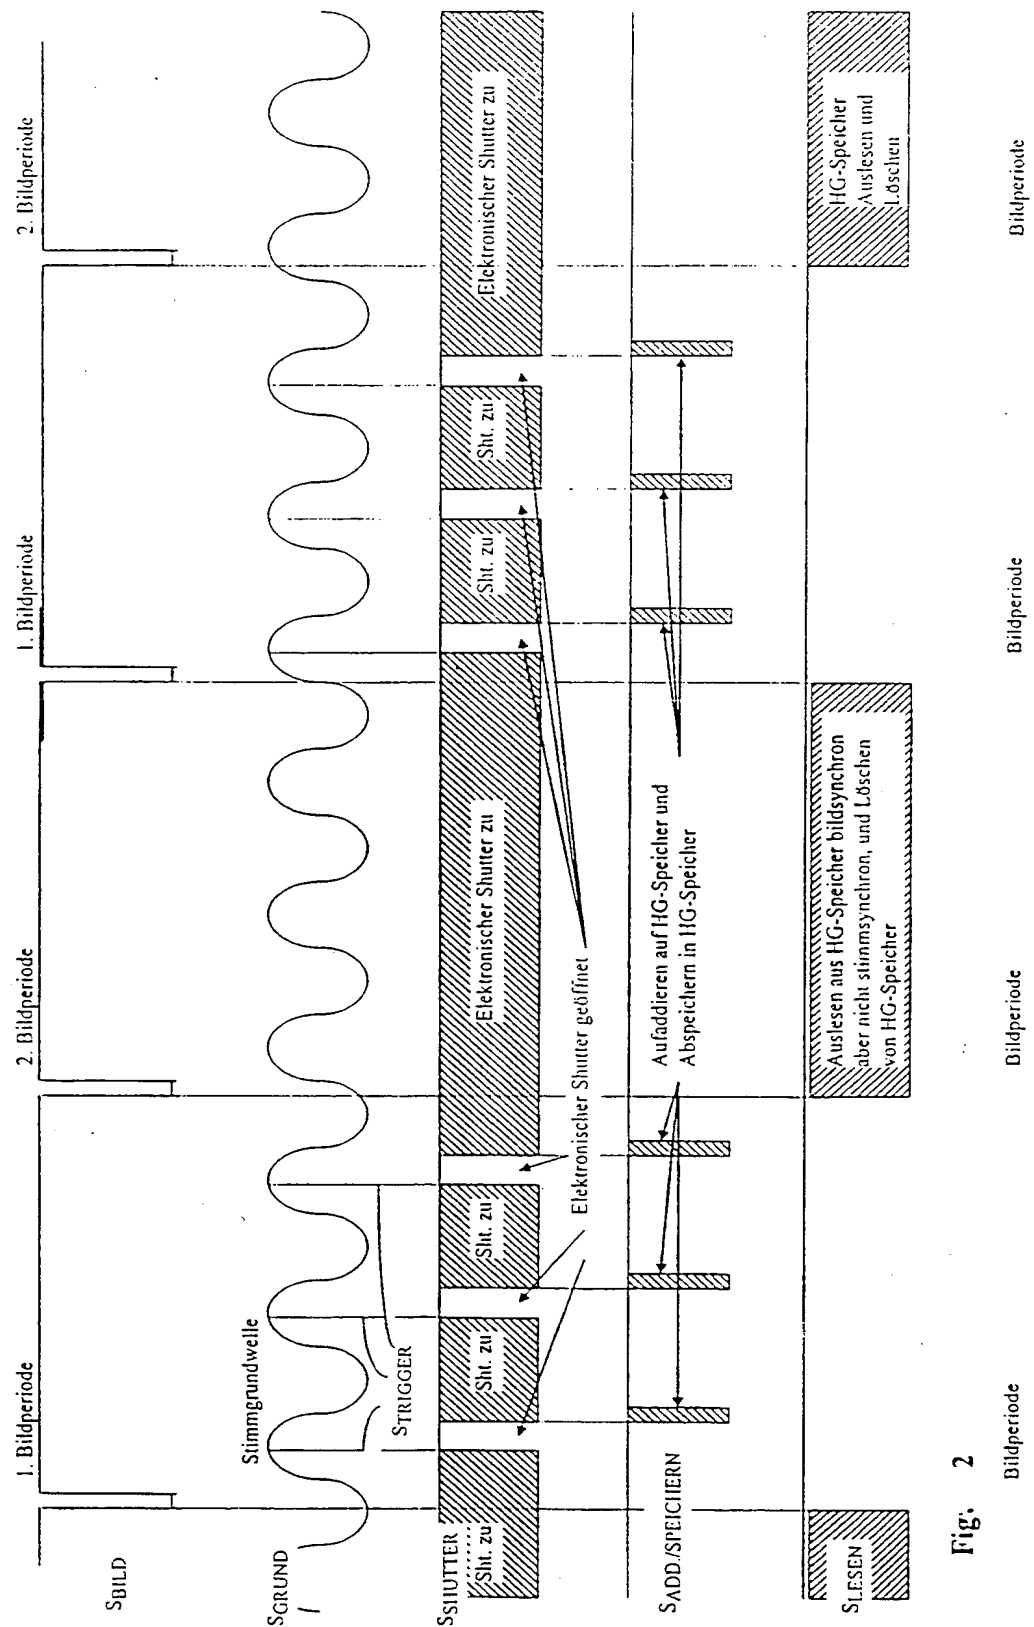 1. Bildperiode
2. Bildperiode
1. Bildperiode
2. Bildperiode
SBILD
Stimmgrundwelle
SGRUND
STRIGGER
SSHUTTER
Sht. zu
Sht. zu
Sht. zu
Elektronischer Shutter zu
Sht. zu
Sht. zu
Elektronischer Shutter zu
Elektronischer Shutter geöffnet
SADD./SPEICHERN
Aufaddieren auf HG-Speicher und
Abspeichern in HG-Speicher
SLESEN
Auslesen aus HG-Speicher bildsynchron
aber nicht stimmsynchron, und Löschen
von HG-Speicher
HG-Speicher
Auslesen und
Löschen
Fig. 2
Bildperiode
Bildperiode
Bildperiode
Bildperiode